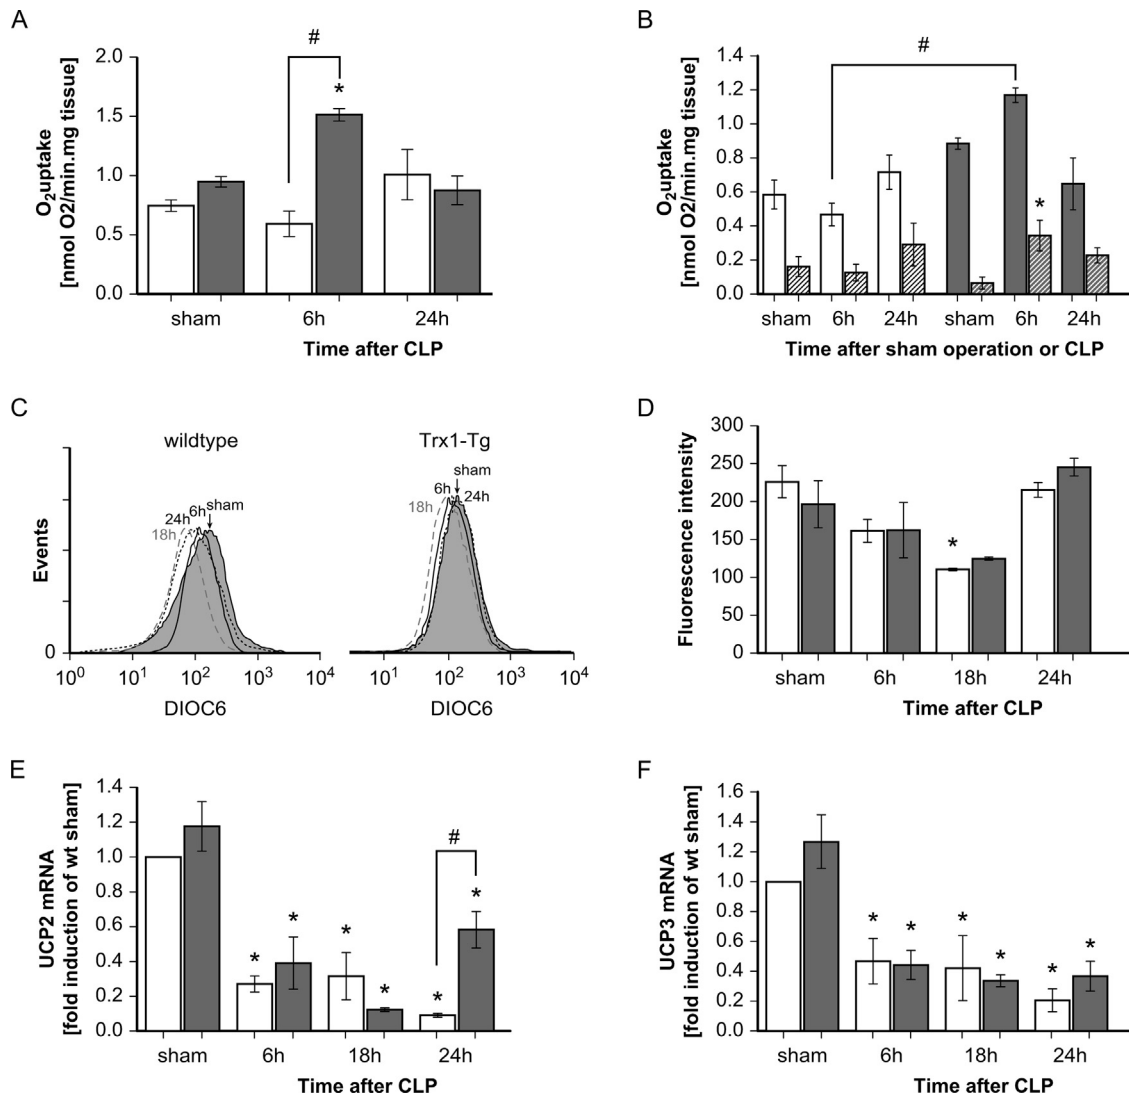 A
O2uptake
[nmol O2/min.mg tissue]
2.0
1.5
1.0
0.5
0.0
#
*
sham 6h 24h
Time after CLP
B
O2uptake
[nmol O2/min.mg tissue]
1.4
1.2
1.0
0.8
0.6
0.4
0.2
0.0
#
*
sham 6h 24h sham 6h 24h
Time after sham operation or CLP
C
wildtype
Events
0
18h 24h 6h sham
10^0 10^1 10^2 10^3 10^4
DIOC6
Trx1-Tg
sham
6h 24h
18h
10^1 10^2 10^3 10^4
DIOC6
D
Fluorescence intensity
300
250
200
150
100
50
0
*
sham 6h 18h 24h
Time after CLP
E
UCP2 mRNA
[fold induction of wt sham]
1.4
1.2
1.0
0.8
0.6
0.4
0.2
0.0
#
* * * * * *
sham 6h 18h 24h
Time after CLP
F
UCP3 mRNA
[fold induction of wt sham]
1.6
1.4
1.2
1.0
0.8
0.6
0.4
0.2
0.0
* * * * * *
sham 6h 18h 24h
Time after CLP